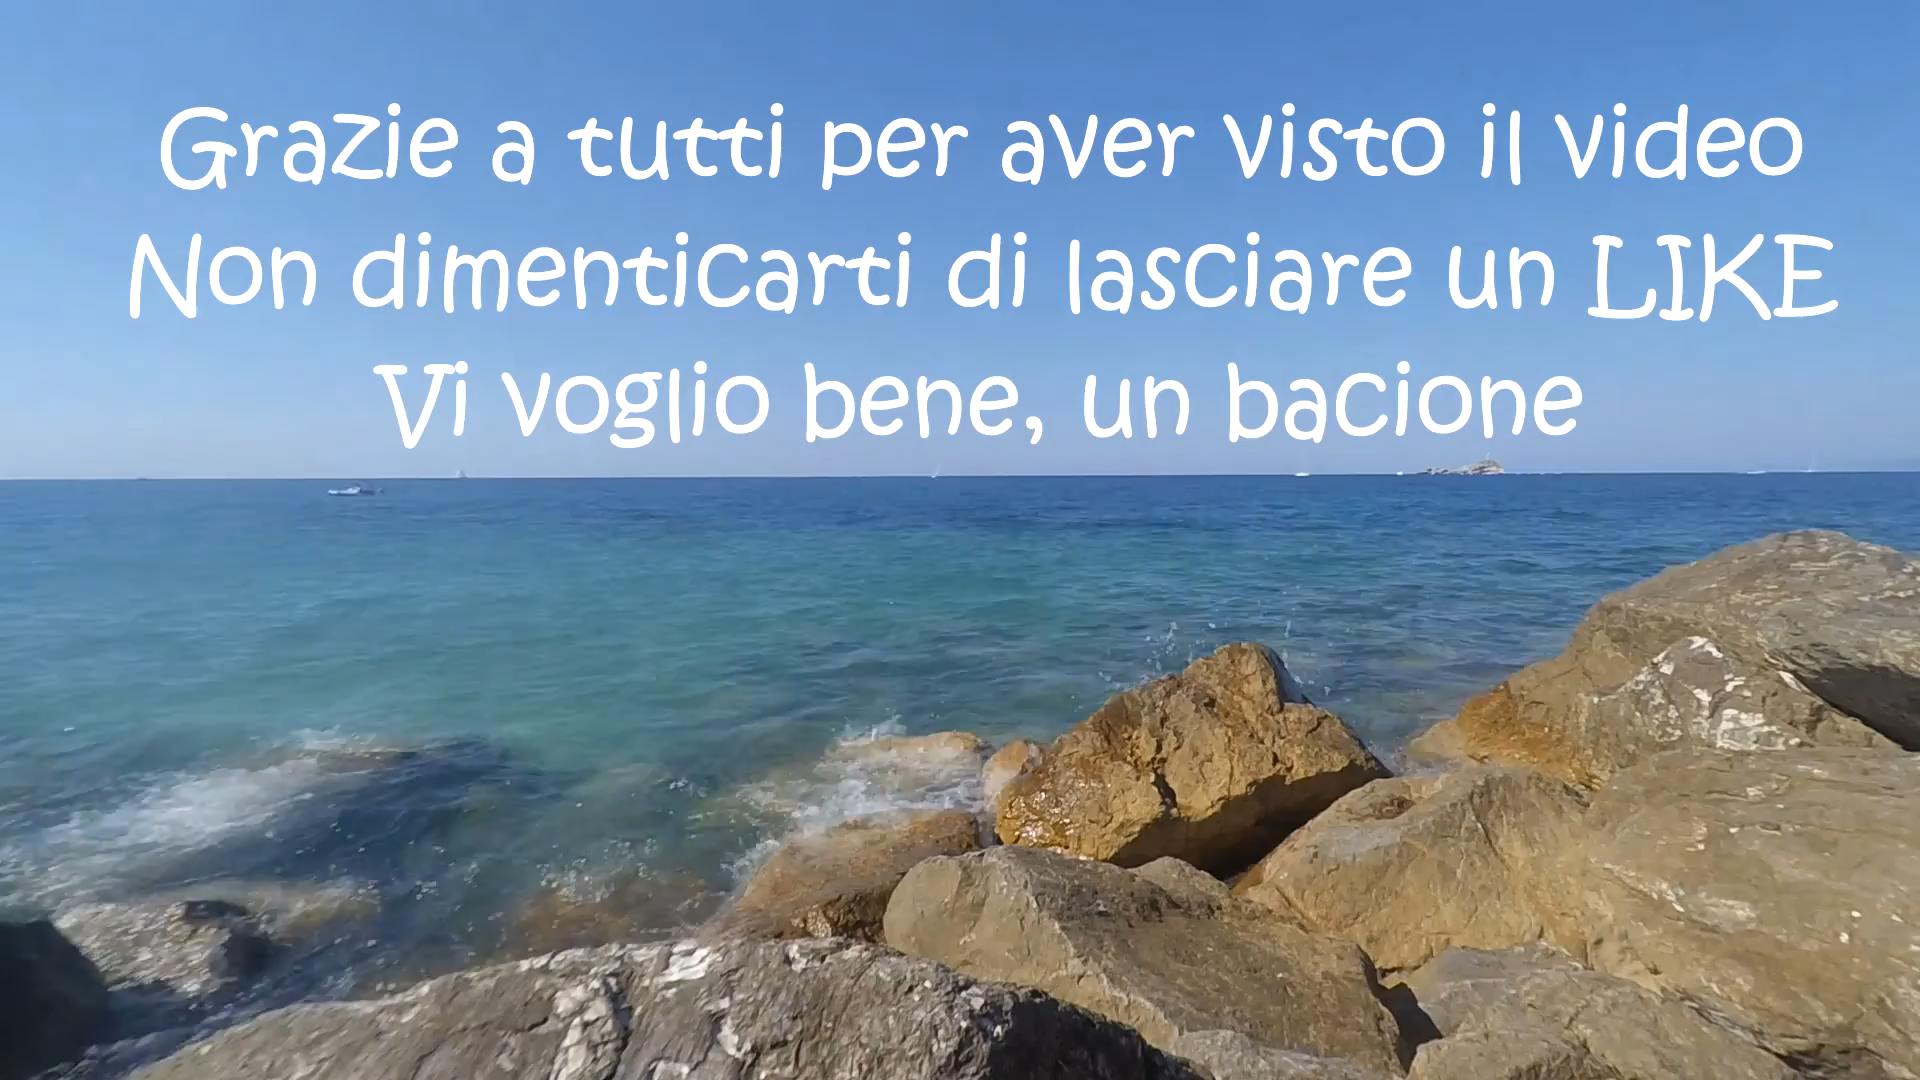 Grazie a tutti per aver visto il video
Non dimenticarti di lasciare un LIKE
Vi voglio bene, un bacione